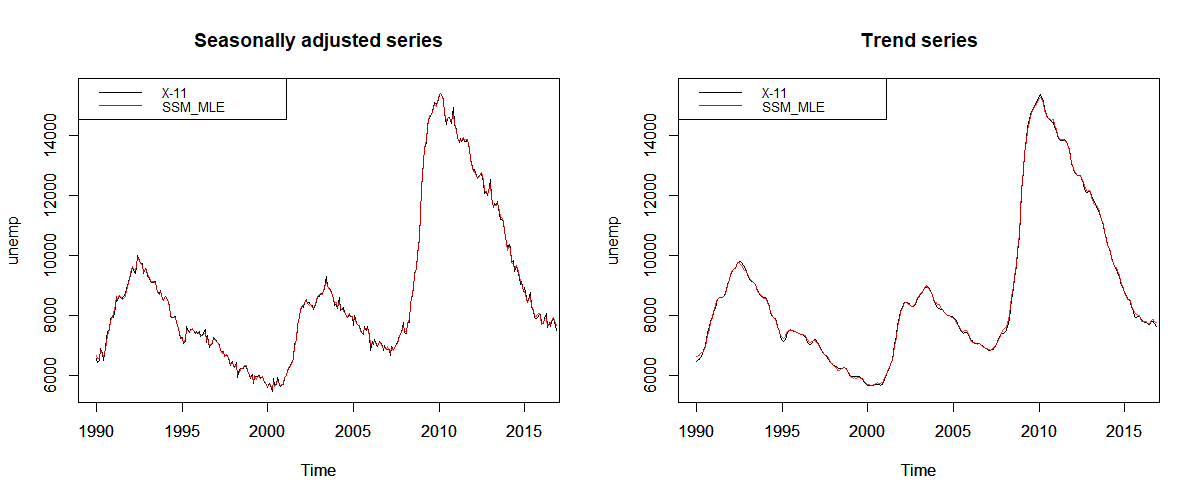 Seasonally adjusted series
X-11
SSM_MLE
unemp
14000
12000
10000
8000
6000
1990
1995
2000
2005
2010
2015
Time
Trend series
X-11
SSM_MLE
unemp
14000
12000
10000
8000
6000
1990
1995
2000
2005
2010
2015
Time